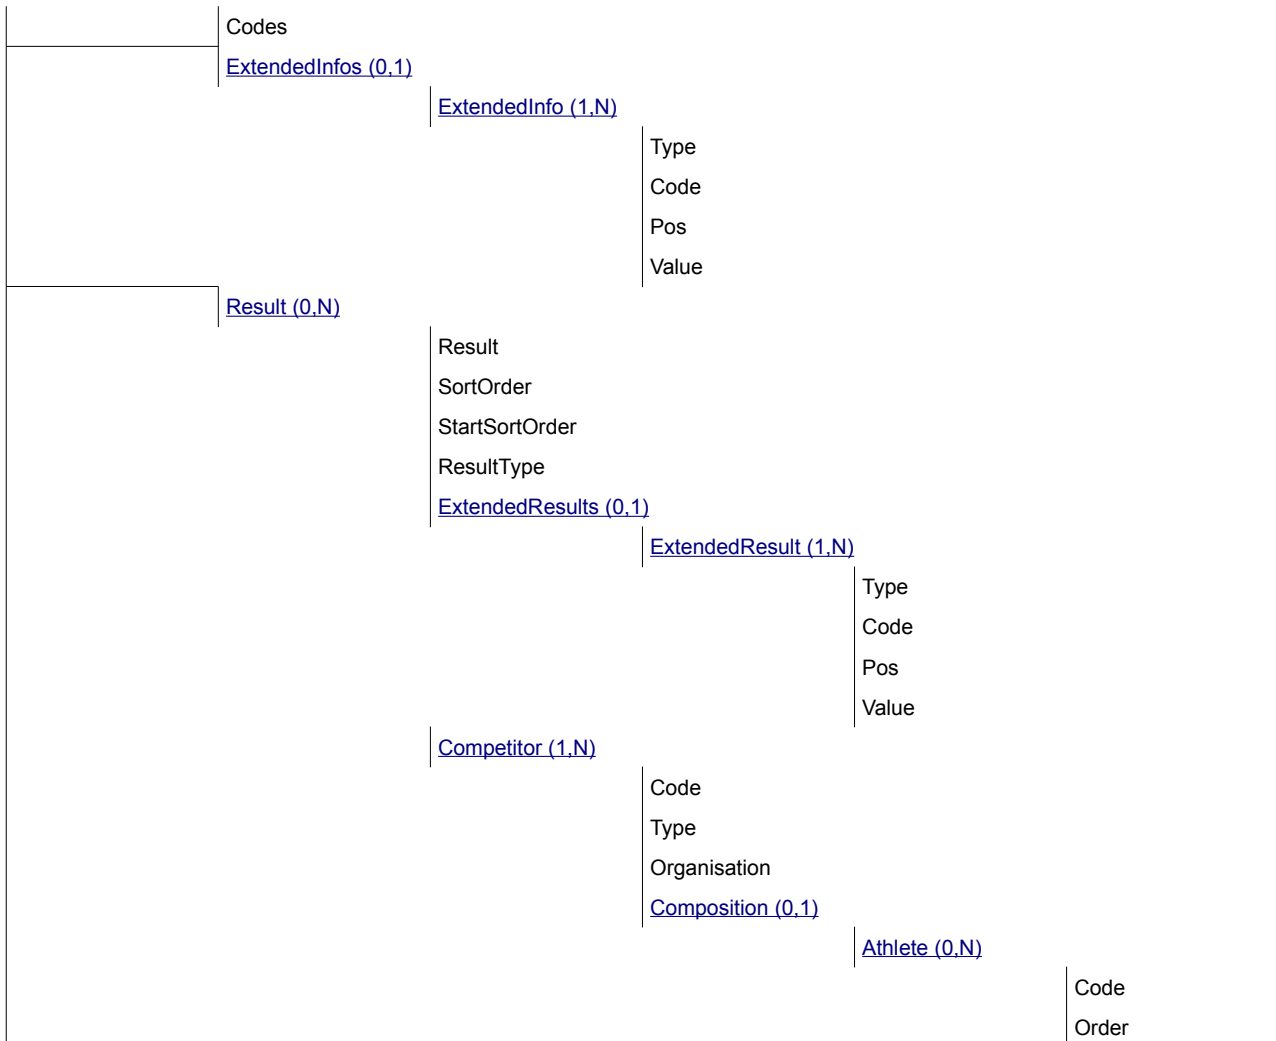 Codes
ExtendedInfos (0,1)
ExtendedInfo (1,N)
Type
Code
Pos
Value
Result (0,N)
Result
SortOrder
StartSortOrder
ResultType
ExtendedResults (0,1)
ExtendedResult (1,N)
Type
Code
Pos
Value
Competitor (1,N)
Code
Type
Organisation
Composition (0,1)
Athlete (0,N)
Code
Order